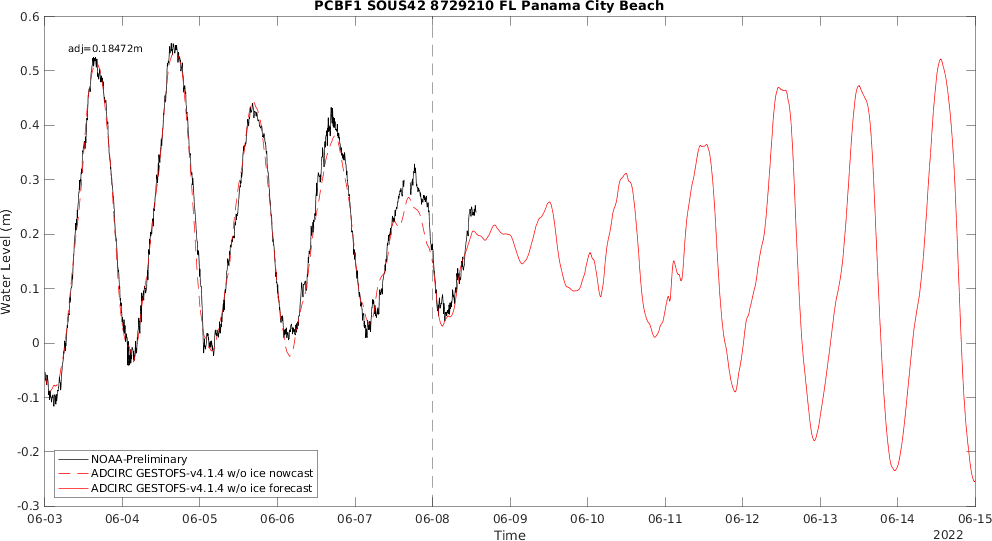 PCBF1 SOUS42 8729210 FL Panama City Beach
adj=0.18472m
0.6
0.5
0.4
0.3
0.2
0.1
0
-0.1
-0.2
-0.3
Water Level (m)
NOAA-Preliminary
ADCIRC GESTOFS-v4.1.4 w/o ice nowcast
ADCIRC GESTOFS-v4.1.4 w/o ice forecast
06-03 06-04 06-05 06-06 06-07 06-08 06-09 06-10 06-11 06-12 06-13 06-14 06-15
Time
2022